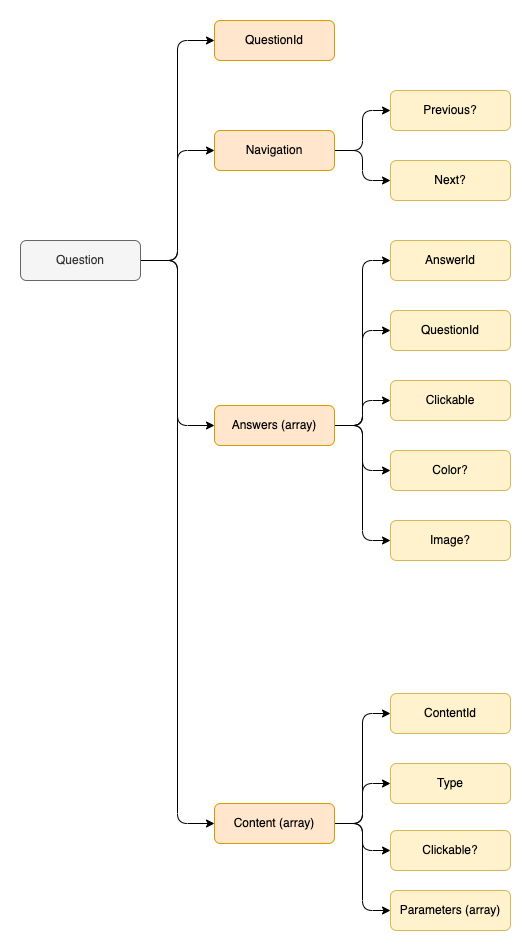 QuestionId
Previous?
Navigation
Next?
Question
AnswerId
QuestionId
Clickable
Answers (array)
Color?
Image?
ContentId
Type
Content (array)
Clickable?
Parameters (array)